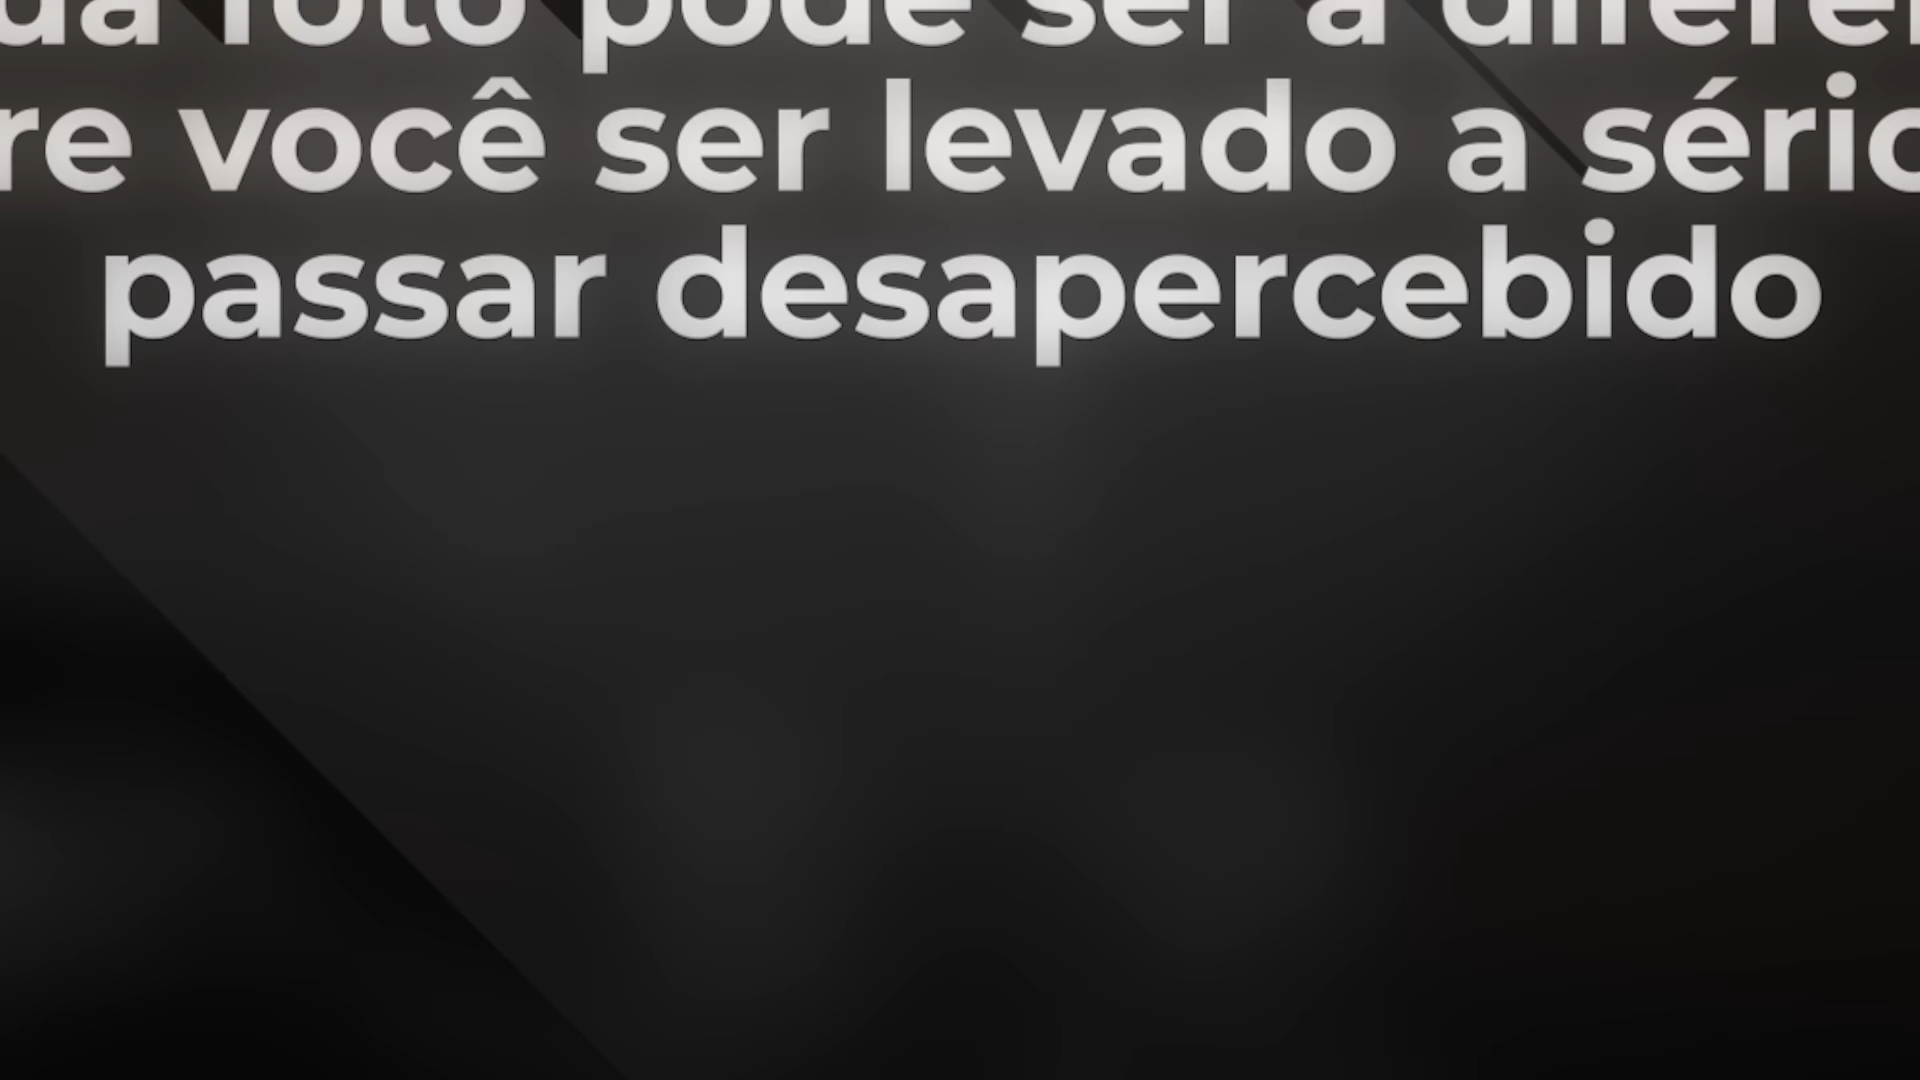 foto pode ser a
você ser levado a
passar desapercebido